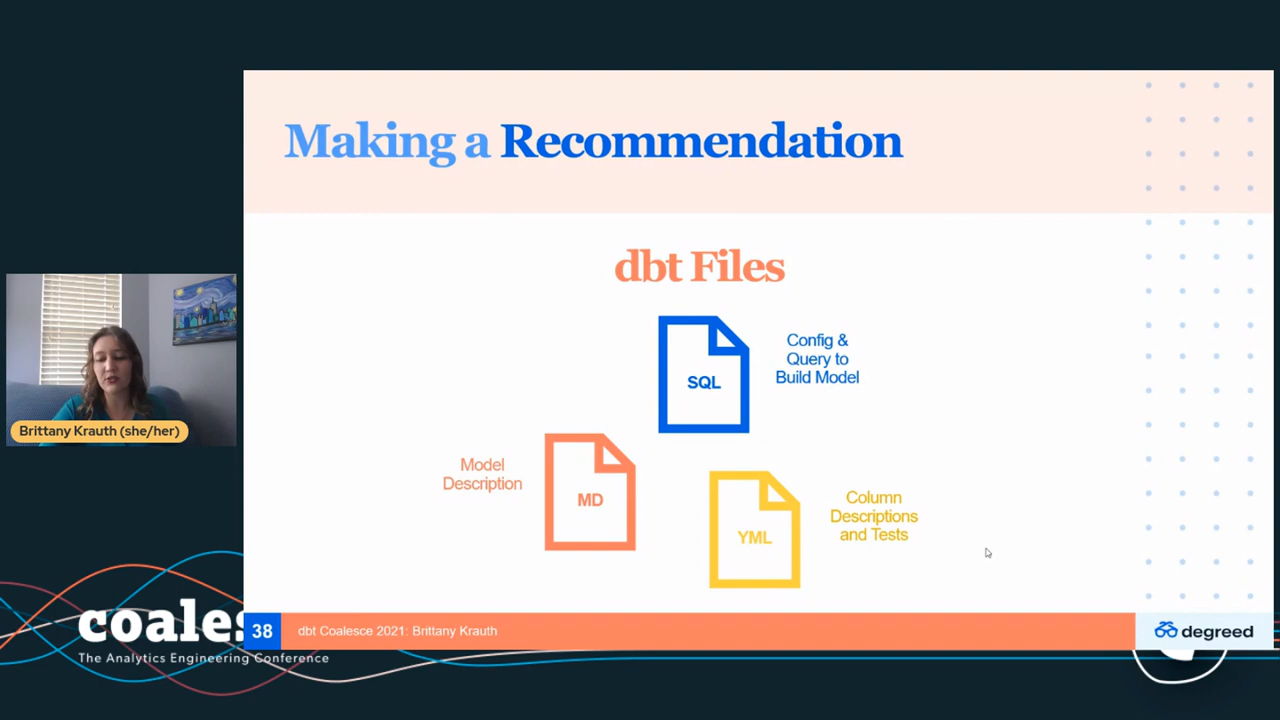 Making a Recommendation
dbt Files
SQL
Config &
Query to
Build Model
Model
Description
MD
YML
Column
Descriptions
and Tests
Brittany Krauth (she/her)
38
dbt Coalesce 2021: Brittany Krauth
degreed
coales
The Analytics Engineering Conference